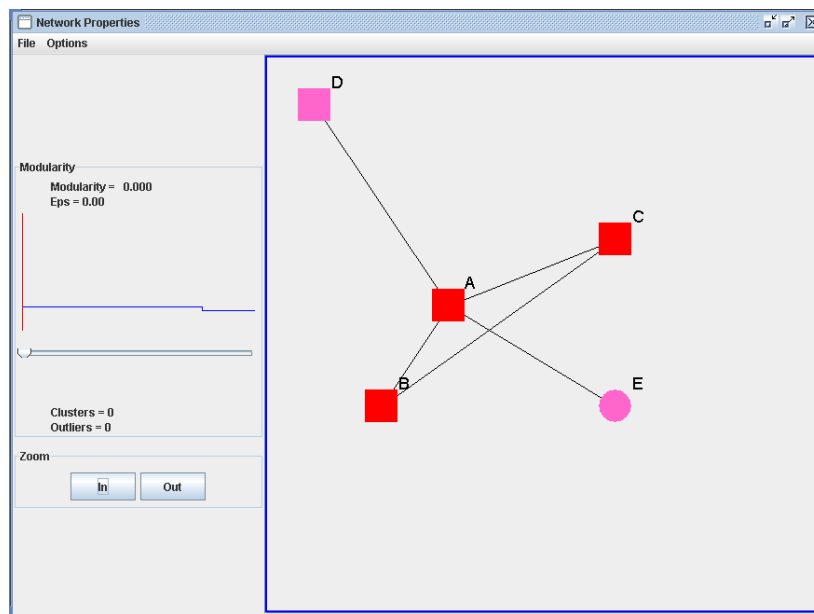 Network Properties
File Options
Modularity
Modularity = 0.000
Eps = 0.00
Clusters = 0
Outliers = 0
Zoom
In Out
D
C
A
B
E